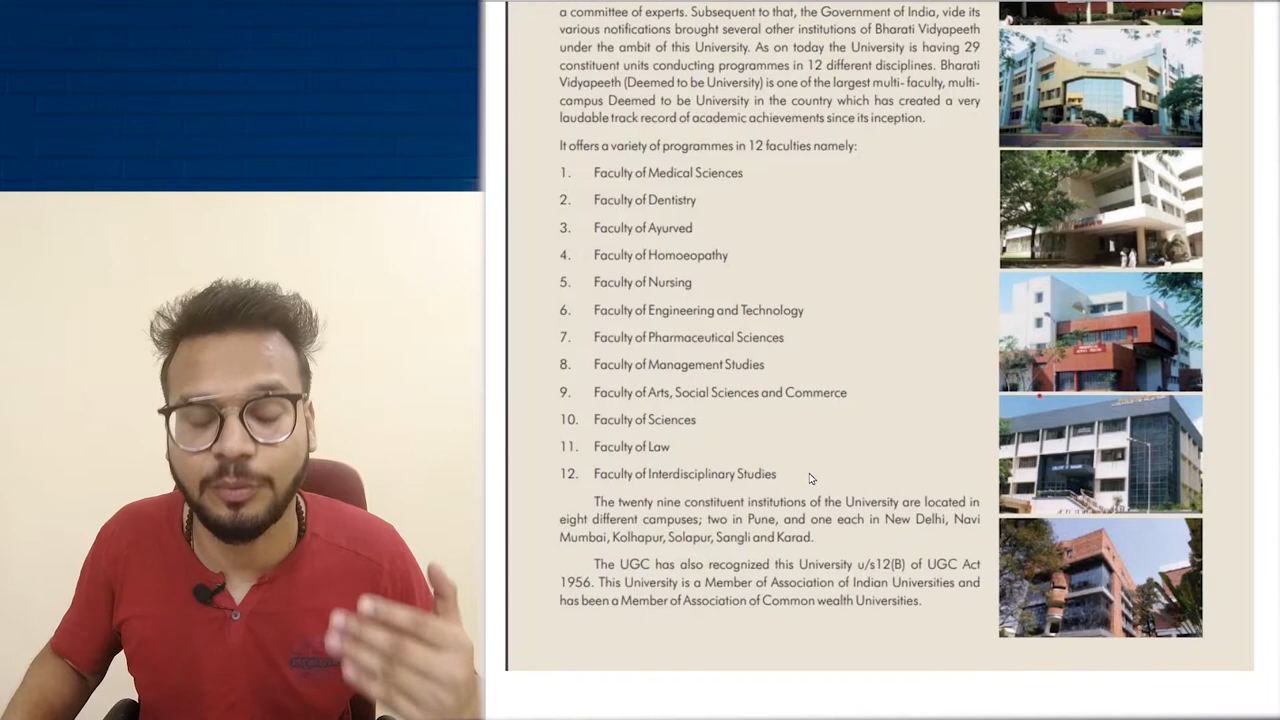 a committee of experts. Subsequent to that, the Government of India, vide its
various notifications brought several other institutions of Bharati Vidyapeeth
under the ambit of this University. As on today the University is having 29
constituent units conducting programmes in 12 different disciplines. Bharati
Vidyapeeth (Deemed to be University) is one of the largest multi- faculty, multi-
campus Deemed to be University in the country which has created a very
laudable track record of academic achievements since its inception.
It offers a variety of programmes in 12 faculties namely:
1. Faculty of Medical Sciences
2. Faculty of Dentistry
3. Faculty of Ayurved
4. Faculty of Homoeopathy
5. Faculty of Nursing
6. Faculty of Engineering and Technology
7. Faculty of Pharmaceutical Sciences
8. Faculty of Management Studies
9. Faculty of Arts, Social Sciences and Commerce
10. Faculty of Sciences
11. Faculty of Law
12. Faculty of Interdisciplinary Studies
The twenty nine constituent institutions of the University are located in
eight different campuses; two in Pune, and one each in New Delhi, Navi
Mumbai, Kolhapur, Solapur, Sangli and Karad.
The UGC has also recognized this University u/s12(B) of UGC Act
1956. This University is a Member of Association of Indian Universities and
has been a Member of Association of Common wealth Universities.